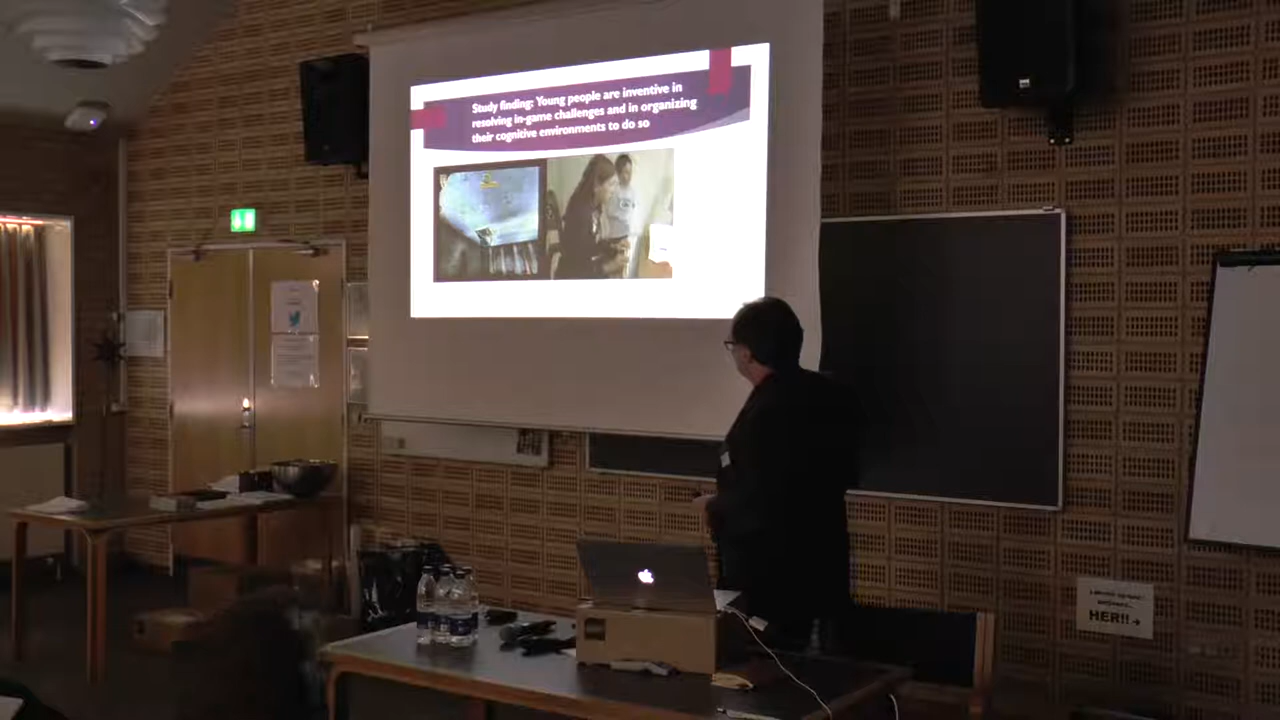 Study finding: Young people are inventive in
resolving in-game challenges and in organizing
their cognitive environments to do so
HER!!